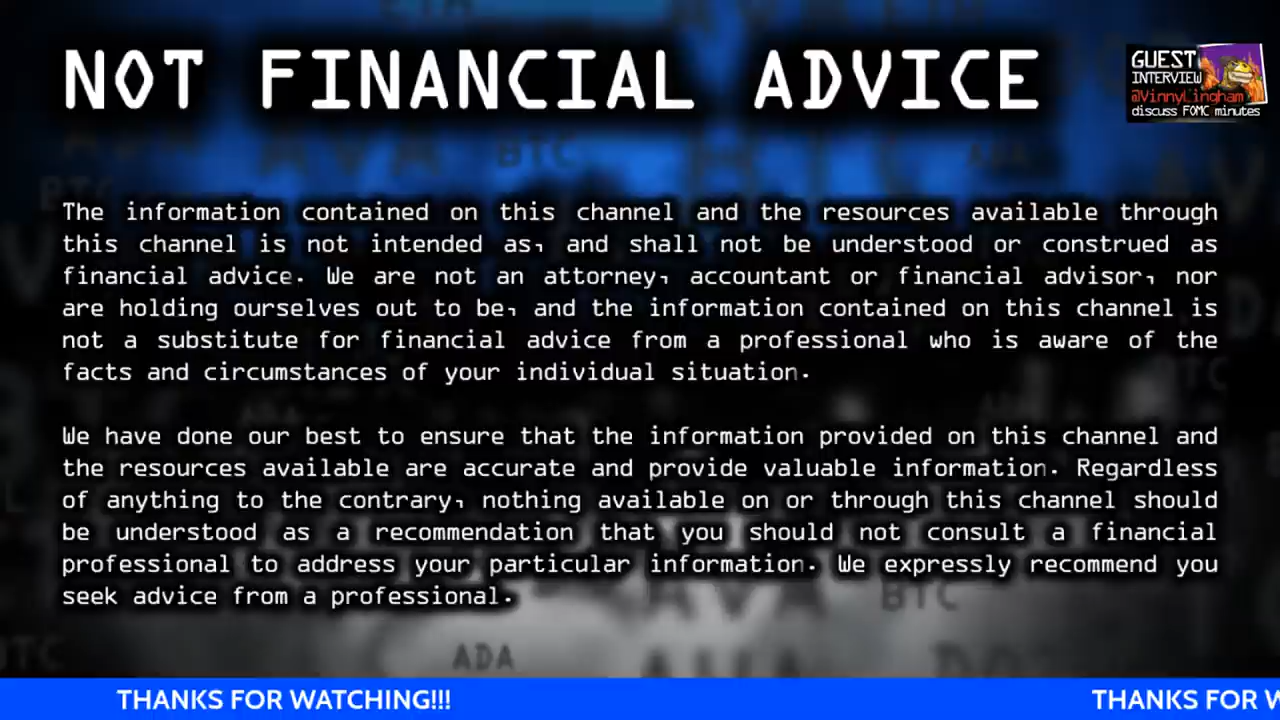 NOT FINANCIAL ADVICE
GUEST
INTERVIEW
@VinnyLingham
discuss FOMC minutes
The information contained on this channel and the resources available through
this channel is not intended as, and shall not be understood or construed as
financial advice. We are not an attorney, accountant or financial advisor, nor
are holding ourselves out to be, and the information contained on this channel is
not a substitute for financial advice from a professional who is aware of the
facts and circumstances of your individual situation.
We have done our best to ensure that the information provided on this channel and
the resources available are accurate and provide valuable information. Regardless
of anything to the contrary, nothing available on or through this channel should
be understood as a recommendation that you should not consult a financial
professional to address your particular information. We expressly recommend you
seek advice from a professional.
BTC
ADA
THANKS FOR WATCHING!!! THANKS FOR